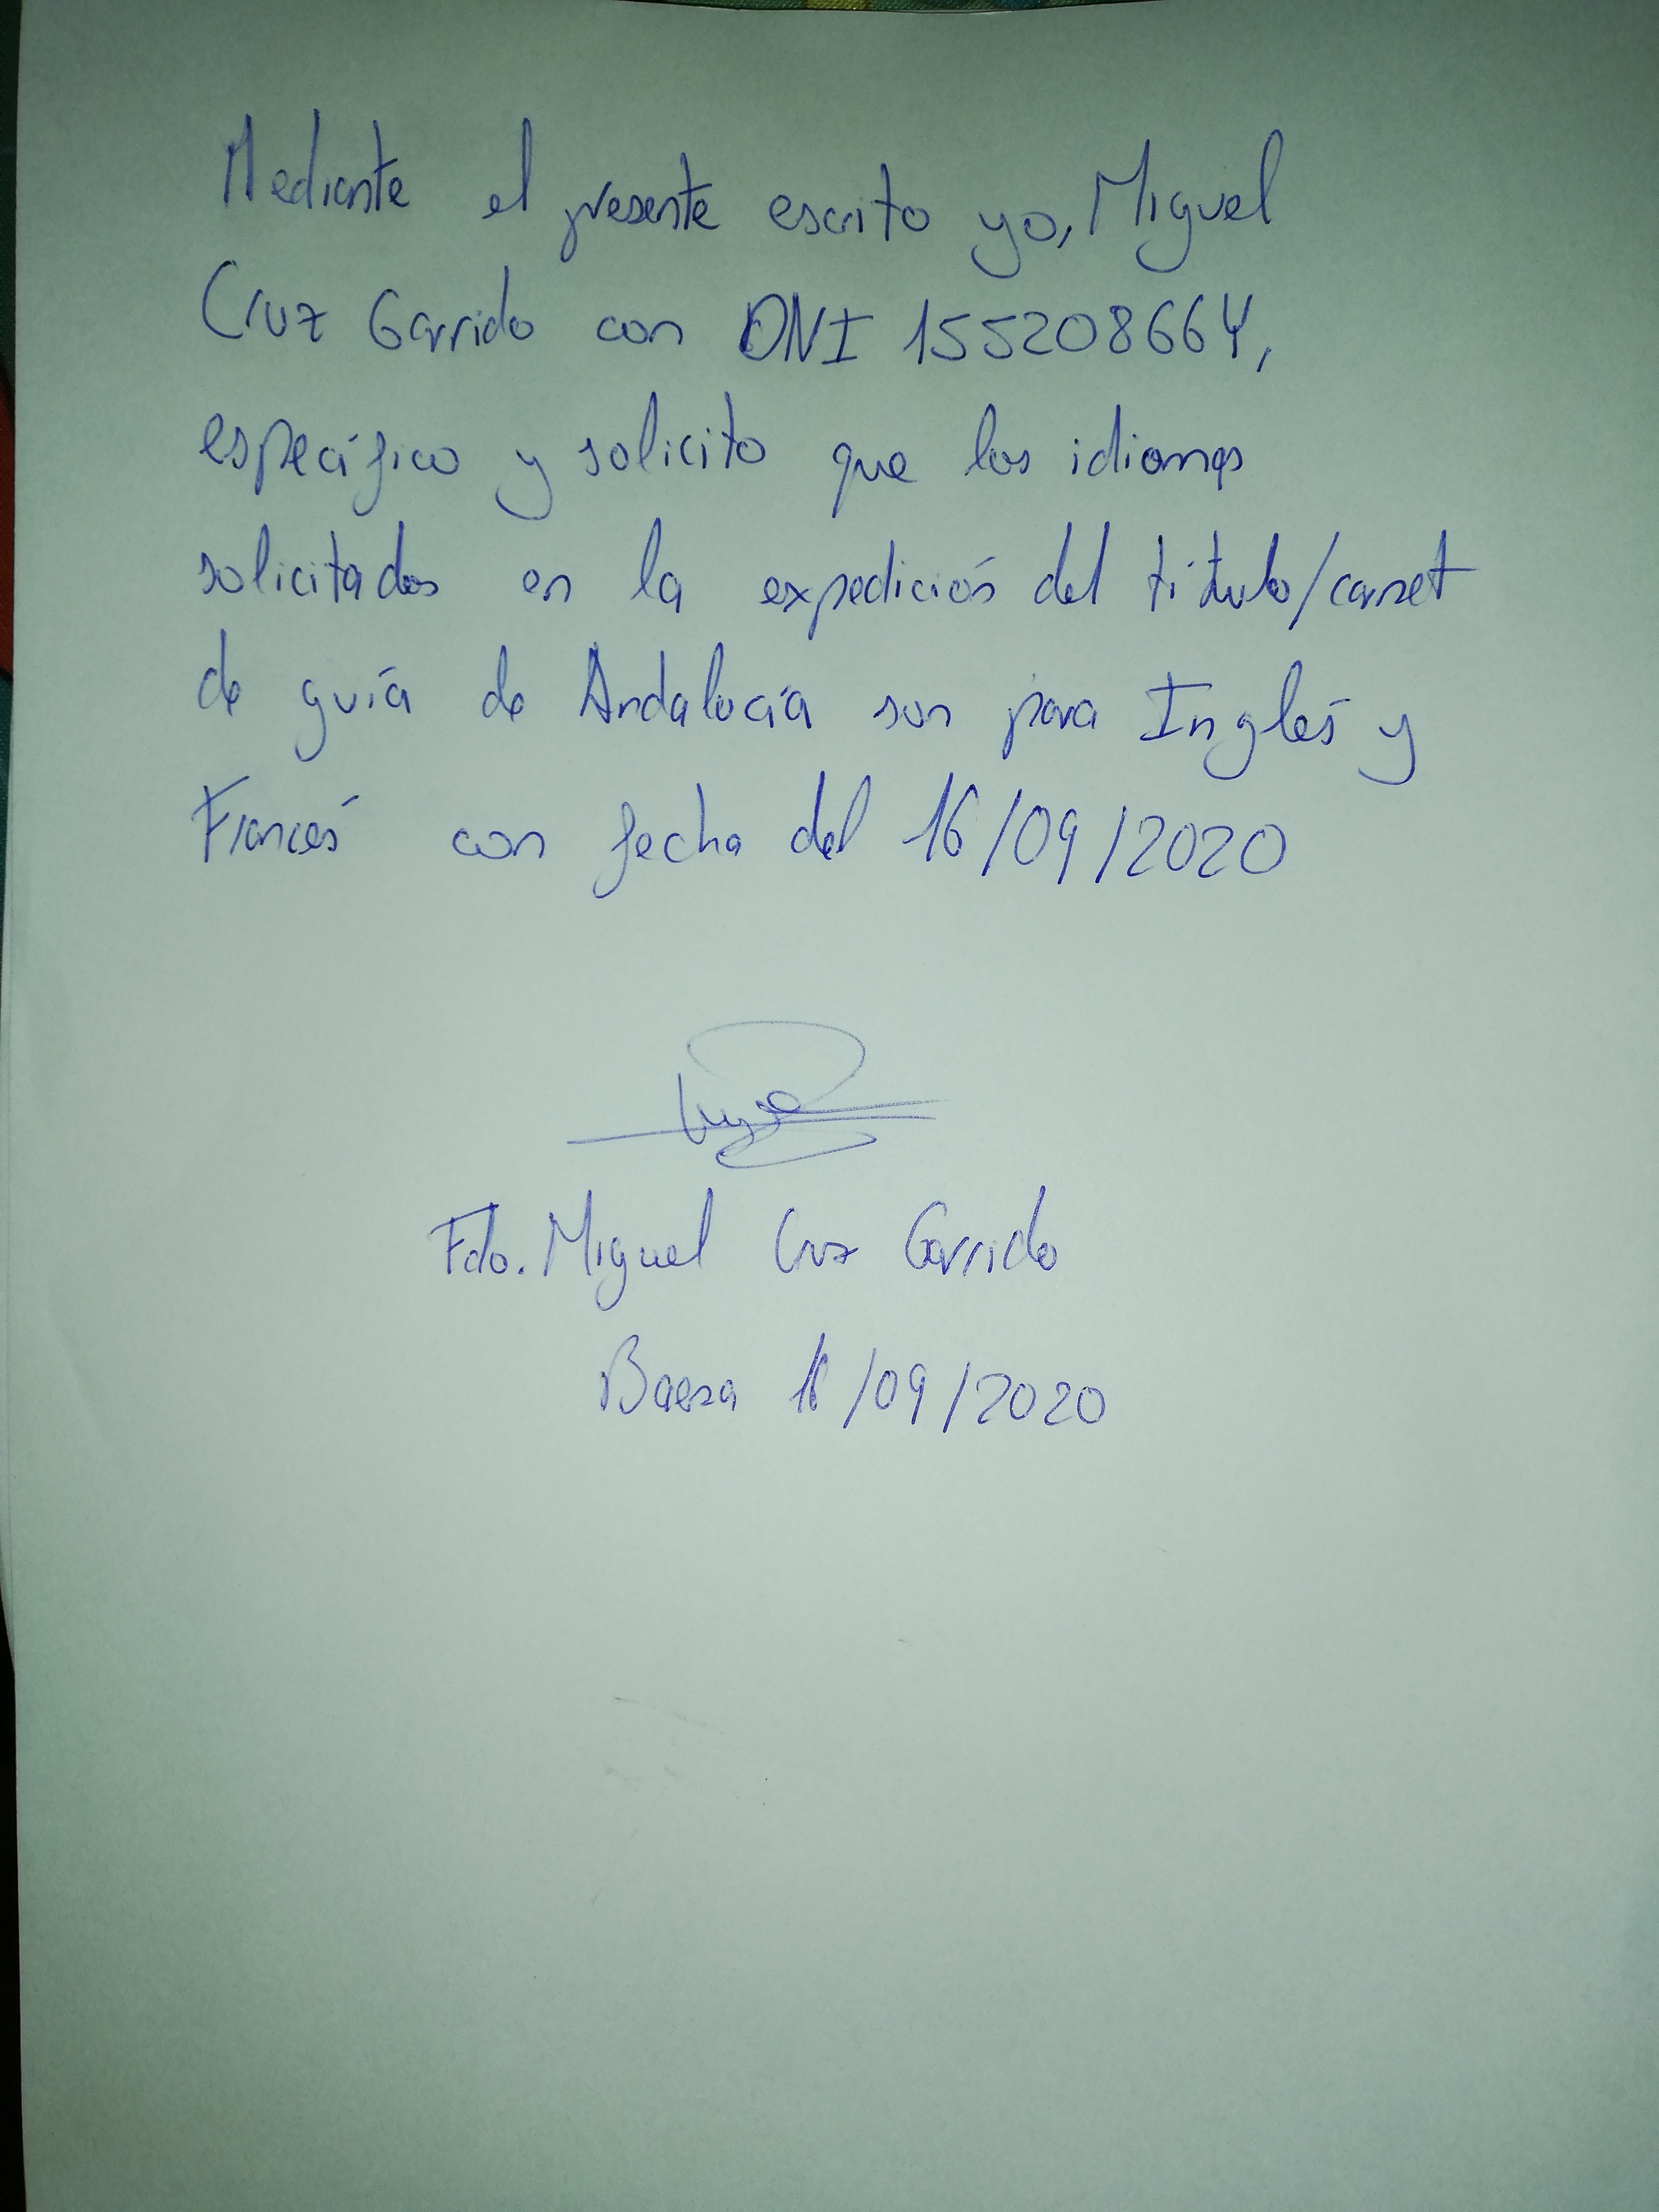 Mediante el presente escrito yo, Miguel
Cruz Garrido con DNI 15520866Y,
específico y solicito que los idiomas
solicitados en la expedición del título/carnet
de guía de Andalucía son para Inglés y
Francés con fecha del 16/09/2020
Fdo. Miguel Cruz Garrido
Baeza 16/09/2020